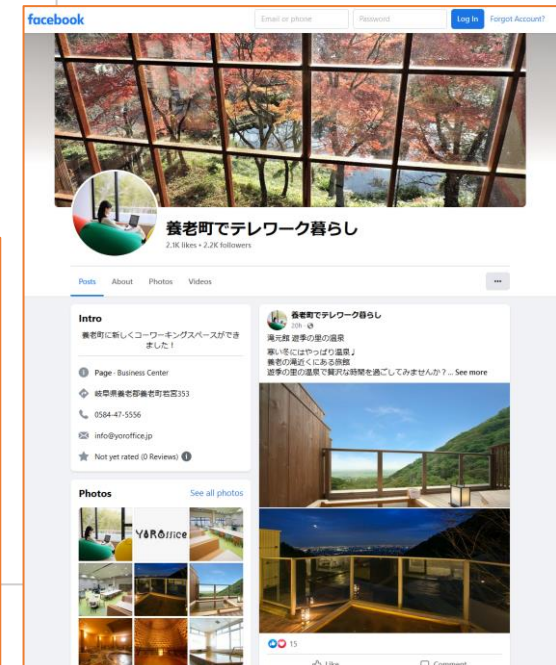 facebook
Email or phone
Password
Log In
Forgot Account?
養老町でテレワーク暮らし
2.1K likes • 2.2K followers
Posts
About
Photos
Videos
...
Intro
養老町に新しくコーワーキングスペースができ
ました！
Page · Business Center
岐阜県養老郡養老町若宮353
0584-47-5556
info@yoroffice.jp
Not yet rated (0 Reviews)
Photos
See all photos
YOROffice
養老町でテレワーク暮らし
20h
滝元館 遊季の里の温泉
寒い冬にはやっぱり温泉♪
養老の滝近くにある旅館
遊季の里の温泉で贅沢な時間を過ごしてみませんか？... See more
15
Like
Comment